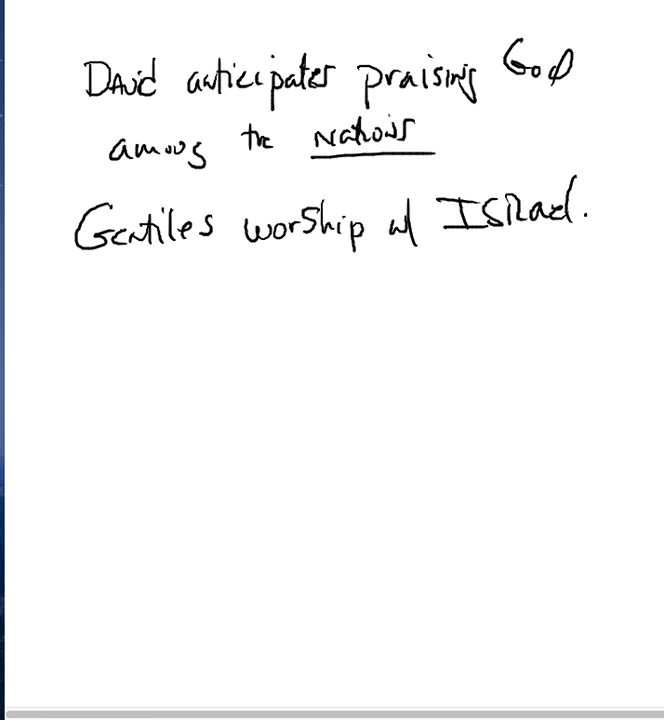 David anticipates praising God
among the Nations
Gentiles worship w/ Israel.